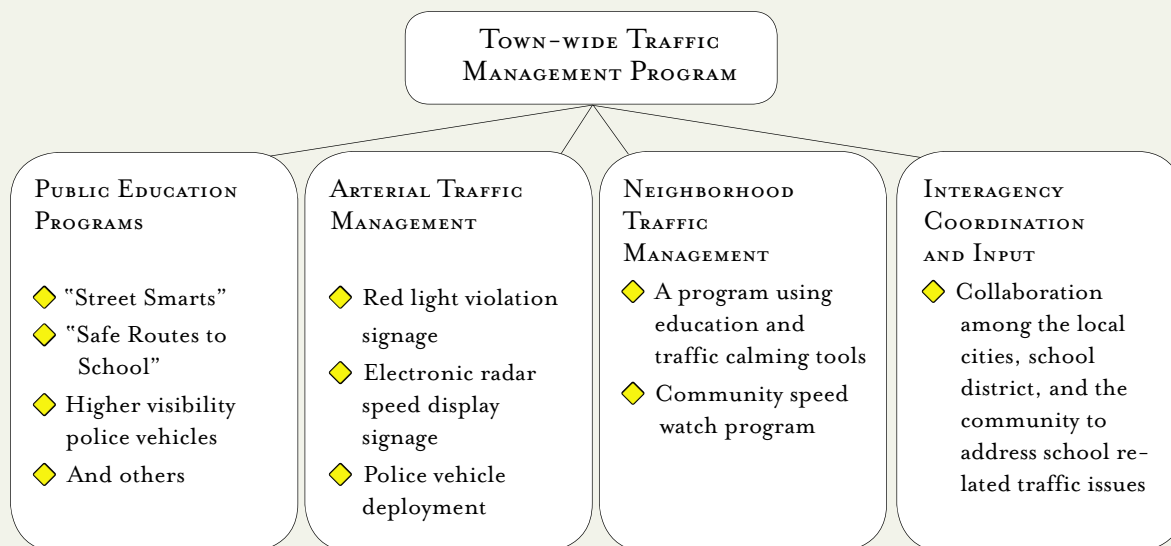 Town-wide Traffic
Management Program
Public Education
Programs
"Street Smarts"
"Safe Routes to
School"
Higher visibility
police vehicles
And others
Arterial Traffic
Management
Red light violation
signage
Electronic radar
speed display
signage
Police vehicle
deployment
Neighborhood
Traffic
Management
A program using
education and
traffic calming tools
Community speed
watch program
Interagency
Coordination
and Input
Collaboration
among the local
cities, school
district, and the
community to
address school re-
lated traffic issues